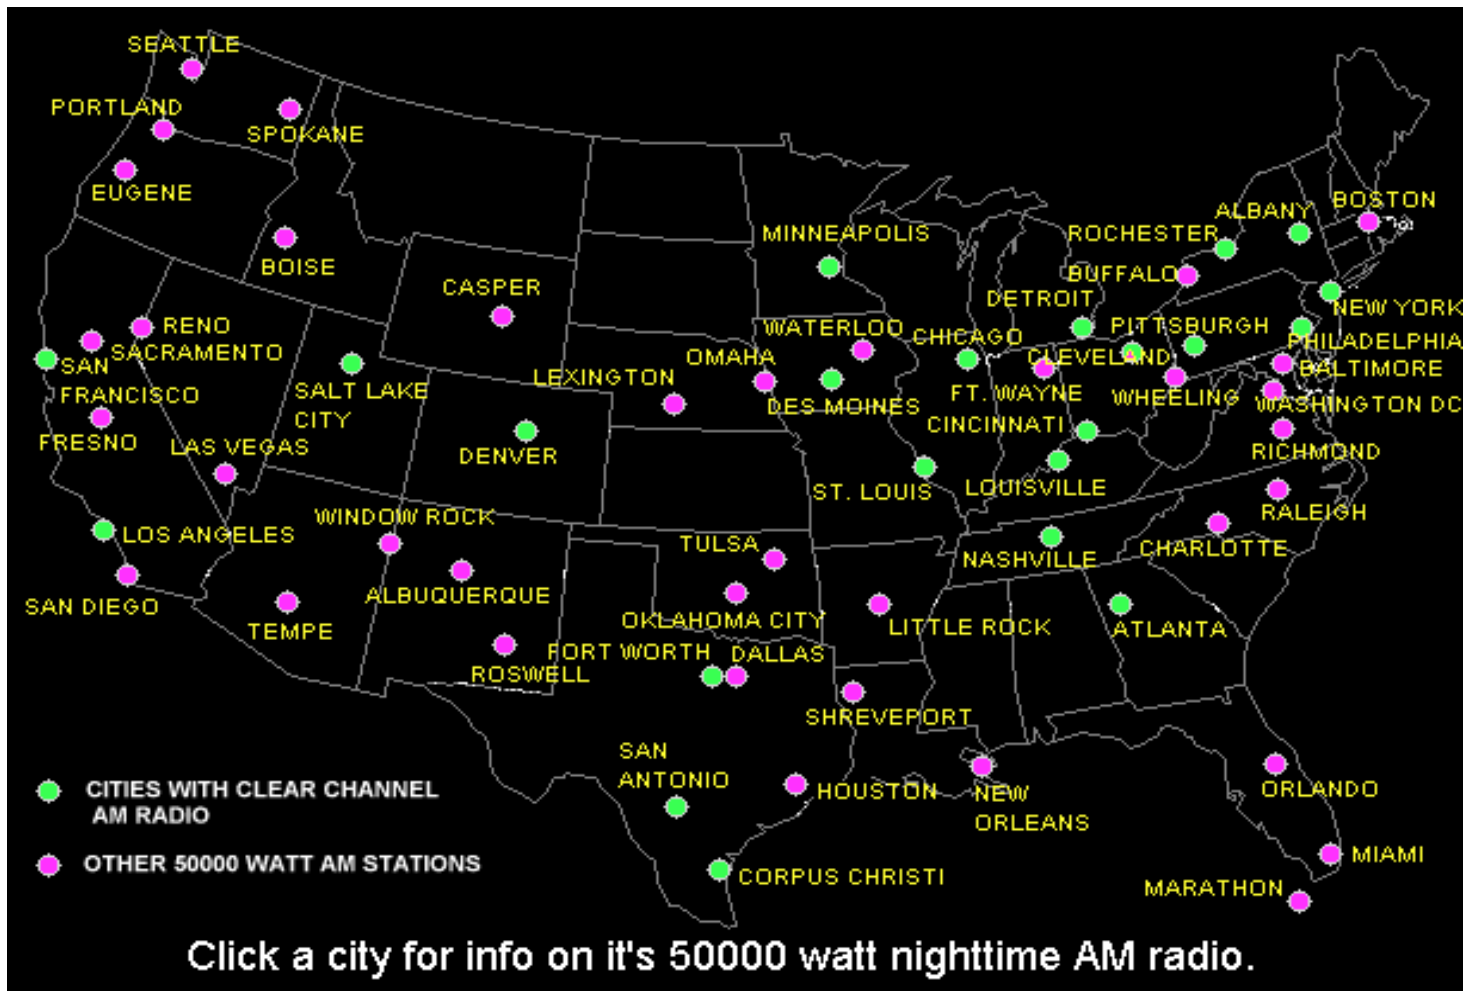 SEATTLE
PORTLAND
SPOKANE
EUGENE
BOISE
CASPER
MINNEAPOLIS
ROCHESTER
ALBANY
BOSTON
BUFFALO
DETROIT
NEW YORK
RENO
SACRAMENTO
SAN
FRANCISCO
FRESNO
SALT LAKE
CITY
LAS VEGAS
DENVER
LEXINGTON
OMAHA
WATERLOO
DES MOINES
CHICAGO
CLEVELAND
PITTSBURGH
PHILADELPHIA
BALTIMORE
FT. WAYNE
WHEELING
WASHINGTON DC
CINCINNATI
RICHMOND
ST. LOUIS
LOUISVILLE
RALEIGH
LOS ANGELES
WINDOW ROCK
TULSA
NASHVILLE
CHARLOTTE
SAN DIEGO
TEMPE
ALBUQUERQUE
OKLAHOMA CITY
LITTLE ROCK
ATLANTA
ROSWELL
FORT WORTH
DALLAS
SHREVEPORT
SAN
ANTONIO
HOUSTON
NEW
ORLEANS
ORLANDO
CORPUS CHRISTI
MIAMI
MARATHON
CITIES WITH CLEAR CHANNEL
AM RADIO
OTHER 50000 WATT AM STATIONS
Click a city for info on it's 50000 watt nighttime AM radio.